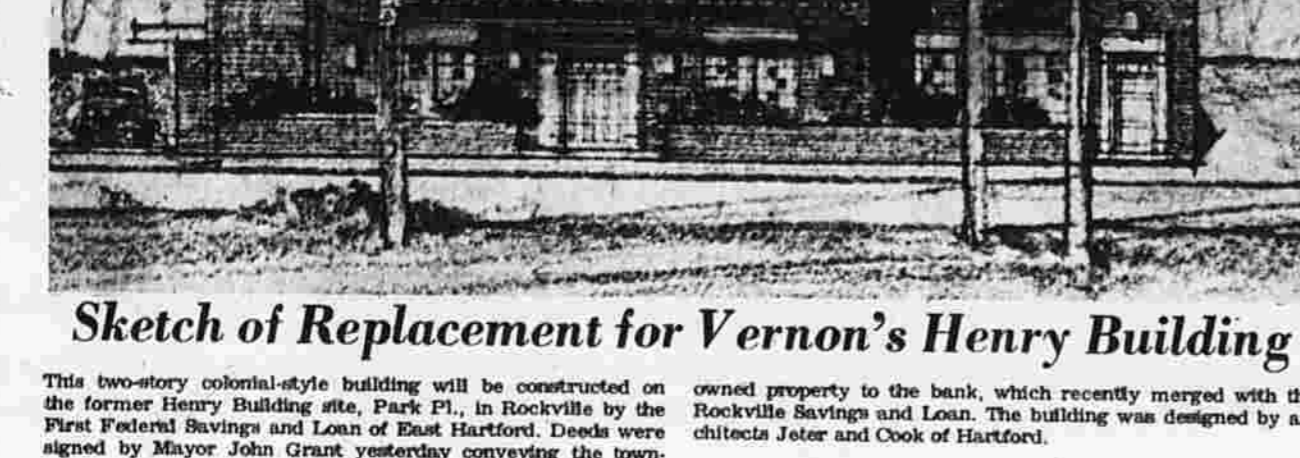 Sketch of Replacement for Vernon's Henry Building
This two-story colonial-style building will be constructed on
the former Henry Building site, Park Pl., in Rockville by the
First Federal Savings and Loan of East Hartford. Deeds were
signed by Mayor John Grant yesterday conveying the town-
owned property to the bank, which recently merged with th
Rockville Savings and Loan. The building was designed by a
chitects Jeter and Cook of Hartford.